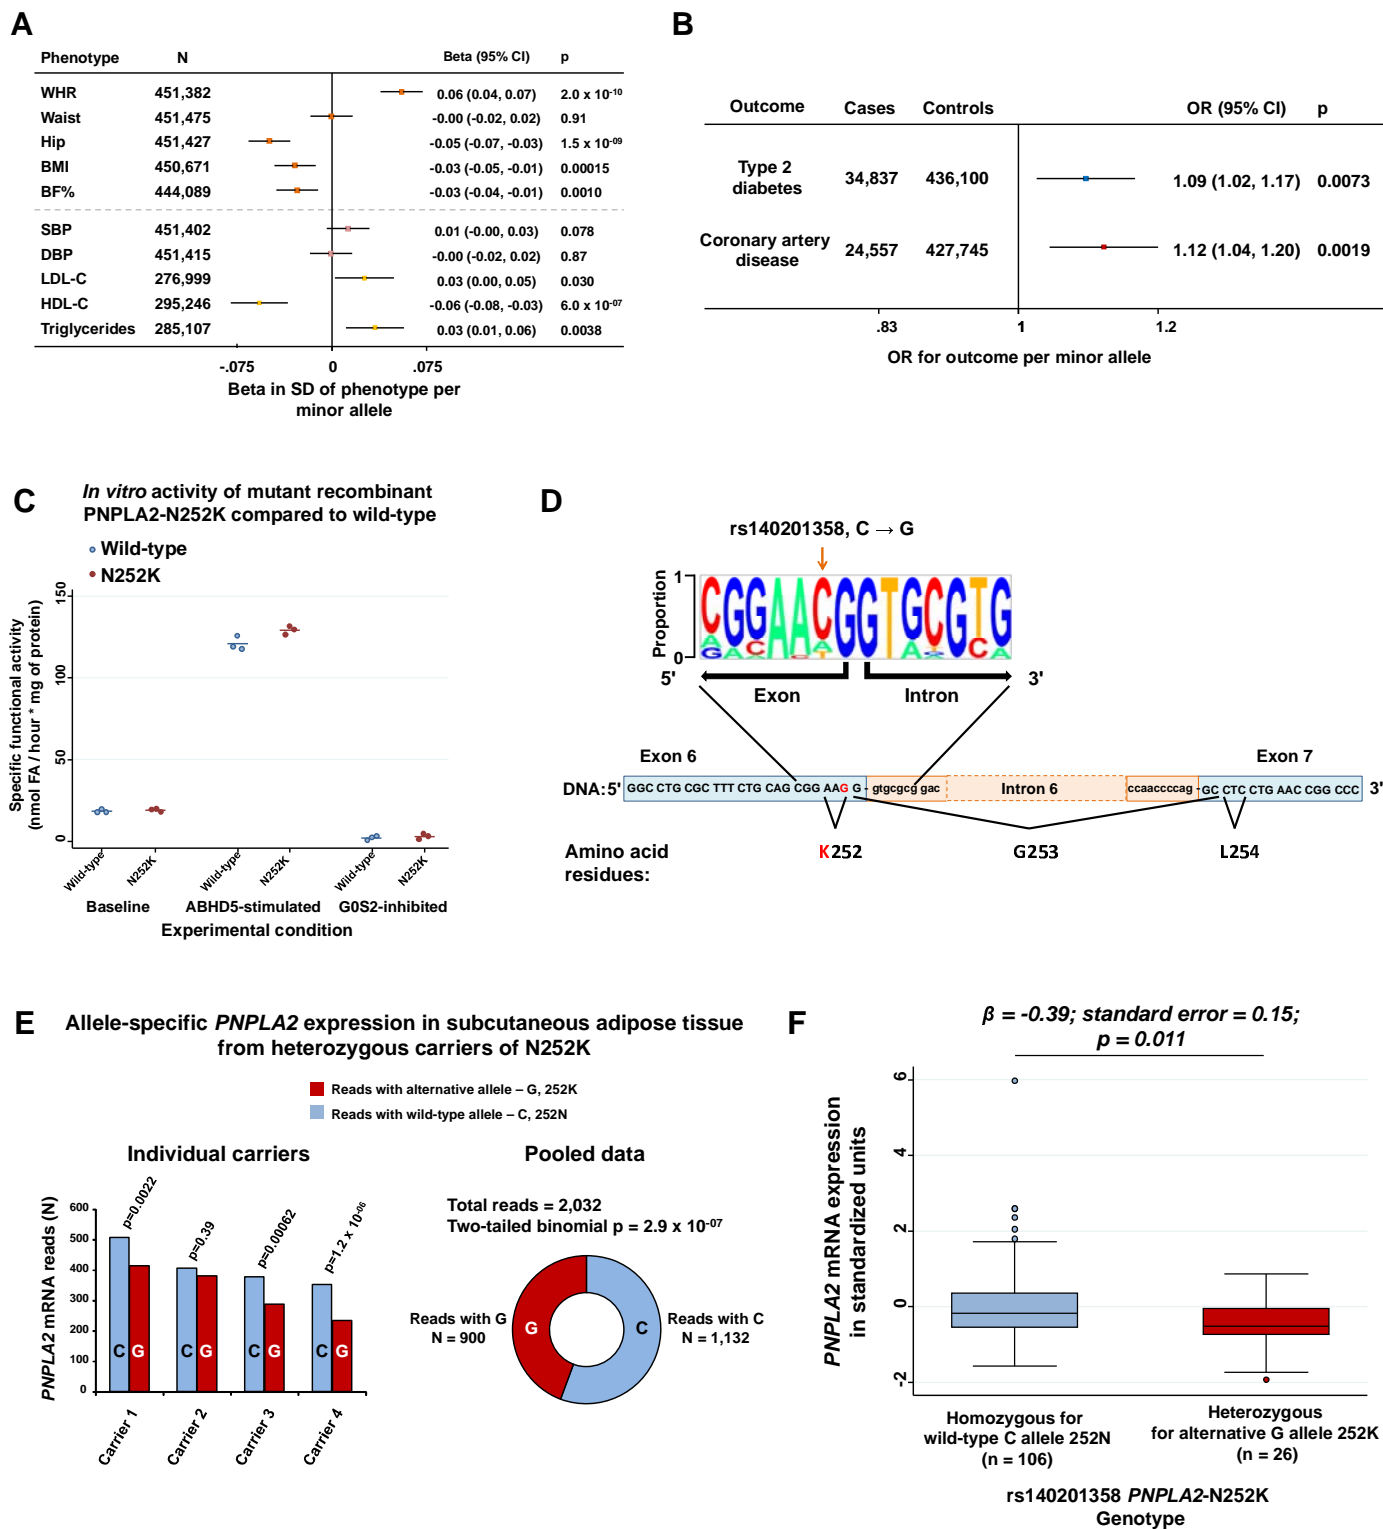 A
Phenotype N Beta (95% CI) p
WHR 451,382 0.06 (0.04, 0.07) 2.0 x 10⁻¹⁰
Waist 451,475 -0.00 (-0.02, 0.02) 0.91
Hip 451,427 -0.05 (-0.07, -0.03) 1.5 x 10⁻⁰⁹
BMI 450,671 -0.03 (-0.05, -0.01) 0.00015
BF% 444,089 -0.03 (-0.04, -0.01) 0.0010
SBP 451,402 0.01 (-0.00, 0.03) 0.078
DBP 451,415 -0.00 (-0.02, 0.02) 0.87
LDL-C 276,999 0.03 (0.00, 0.05) 0.030
HDL-C 295,246 -0.06 (-0.08, -0.03) 6.0 x 10⁻⁰⁷
Triglycerides 285,107 0.03 (0.01, 0.06) 0.0038
-.075 0 .075
Beta in SD of phenotype per
minor allele
B
Outcome Cases Controls OR (95% CI) p
Type 2
diabetes 34,837 436,100 1.09 (1.02, 1.17) 0.0073
Coronary artery
disease 24,557 427,745 1.12 (1.04, 1.20) 0.0019
.83 1 1.2
OR for outcome per minor allele
C
In vitro activity of mutant recombinant
PNPLA2-N252K compared to wild-type
Wild-type
N252K
Specific functional activity
(nmol FA / hour * mg of protein)
150
100
50
0
Wild-type N252K Wild-type N252K Wild-type N252K
Baseline ABHD5-stimulated G0S2-inhibited
Experimental condition
D
rs140201358, C → G
Proportion
1
0
CGGAACGGTGCGTG
5' 3'
Exon Intron
Exon 6 Exon 7
DNA:5' GGC CTG CGC TTT CTG CAG CGG AAG G - gtgcgcg gac Intron 6 ccaaccccag -GC CTC CTG AAC CGG CCC 3'
Amino acid
residues:
K252 G253 L254
E
Allele-specific PNPLA2 expression in subcutaneous adipose tissue
from heterozygous carriers of N252K
Reads with alternative allele – G, 252K
Reads with wild-type allele – C, 252N
Individual carriers
PNPLA2 mRNA reads (N)
600
500
400
300
200
100
0
p=0.0022 p=0.39 p=0.00062 p=1.2 x 10⁻⁰⁶
C G C G C G C G
Carrier 1 Carrier 2 Carrier 3 Carrier 4
Pooled data
Total reads = 2,032
Two-tailed binomial p = 2.9 x 10⁻⁰⁷
Reads with G
N = 900
G C
Reads with C
N = 1,132
F
β = -0.39; standard error = 0.15;
p = 0.011
PNPLA2 mRNA expression
in standardized units
6
4
2
0
-2
Homozygous for
wild-type C allele 252N
(n = 106)
Heterozygous
for alternative G allele 252K
(n = 26)
rs140201358 PNPLA2-N252K
Genotype